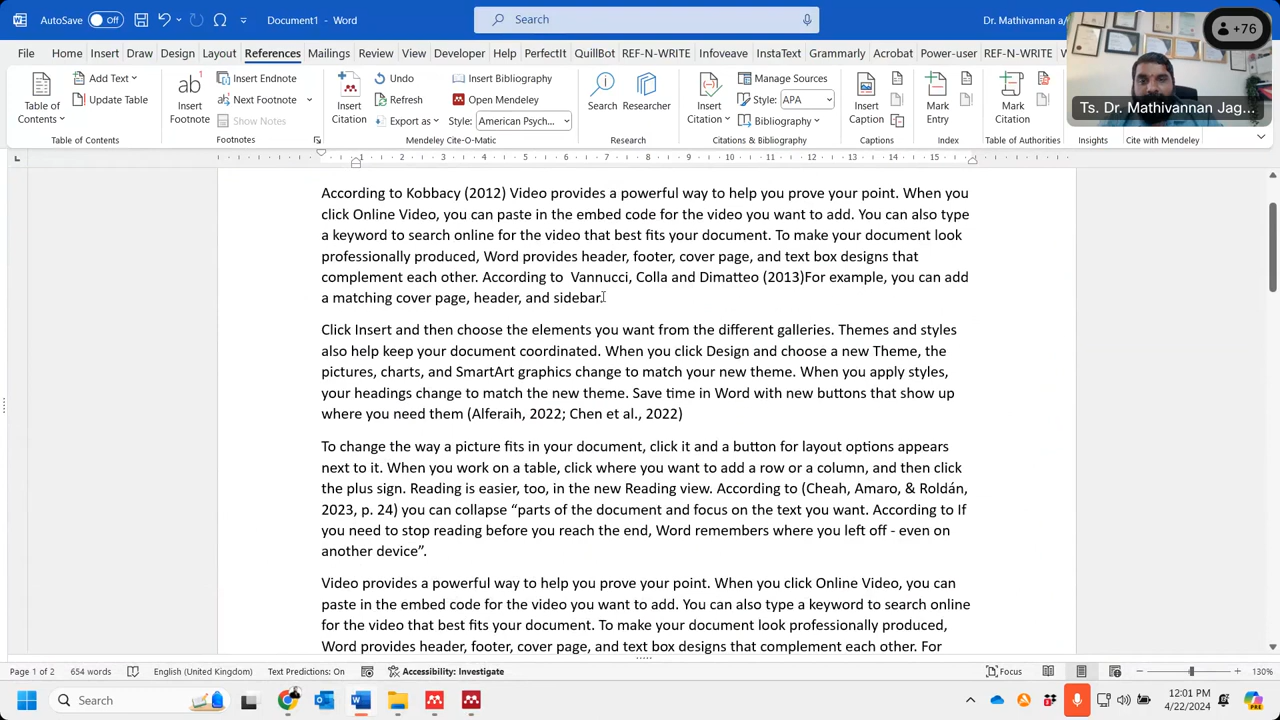 AutoSave Off Document1 - Word Search Dr. Mathivannan a/ +76
File Home Insert Draw Design Layout References Mailings Review View Developer Help PerfectIt QuillBot REF-N-WRITE Infoveave InstaText Grammarly Acrobat Power-user REF-N-WRITE
Table of Contents
Add Text
Update Table
Table of Contents
ab Insert Footnote
Insert Endnote
Next Footnote
Show Notes
Footnotes
Insert Citation
Undo
Refresh
Export as
Insert Bibliography
Open Mendeley
Style: American Psych...
Mendeley Cite-O-Matic
Search
Researcher
Research
Insert Citation
Manage Sources
Style: APA
Bibliography
Citations & Bibliography
Insert Caption
Captions
Mark Entry
Index
Mark Citation
Table of Authorities
Insights
Cite with Mendeley
Ts. Dr. Mathivannan Jag...
1 2 3 4 5 6 7 8 9 10 11 12 13 14 15
According to Kobbacy (2012) Video provides a powerful way to help you prove your point. When you
click Online Video, you can paste in the embed code for the video you want to add. You can also type
a keyword to search online for the video that best fits your document. To make your document look
professionally produced, Word provides header, footer, cover page, and text box designs that
complement each other. According to  Vannucci, Colla and Dimatteo (2013)For example, you can add
a matching cover page, header, and sidebar.
Click Insert and then choose the elements you want from the different galleries. Themes and styles
also help keep your document coordinated. When you click Design and choose a new Theme, the
pictures, charts, and SmartArt graphics change to match your new theme. When you apply styles,
your headings change to match the new theme. Save time in Word with new buttons that show up
where you need them (Alferaih, 2022; Chen et al., 2022)
To change the way a picture fits in your document, click it and a button for layout options appears
next to it. When you work on a table, click where you want to add a row or a column, and then click
the plus sign. Reading is easier, too, in the new Reading view. According to (Cheah, Amaro, & Roldán,
2023, p. 24) you can collapse “parts of the document and focus on the text you want. According to If
you need to stop reading before you reach the end, Word remembers where you left off - even on
another device”.
Video provides a powerful way to help you prove your point. When you click Online Video, you can
paste in the embed code for the video you want to add. You can also type a keyword to search online
for the video that best fits your document. To make your document look professionally produced,
Word provides header, footer, cover page, and text box designs that complement each other. For
Page 1 of 2 654 words English (United Kingdom) Text Predictions: On Accessibility: Investigate Focus 130%
Search
12:01 PM
4/22/2024